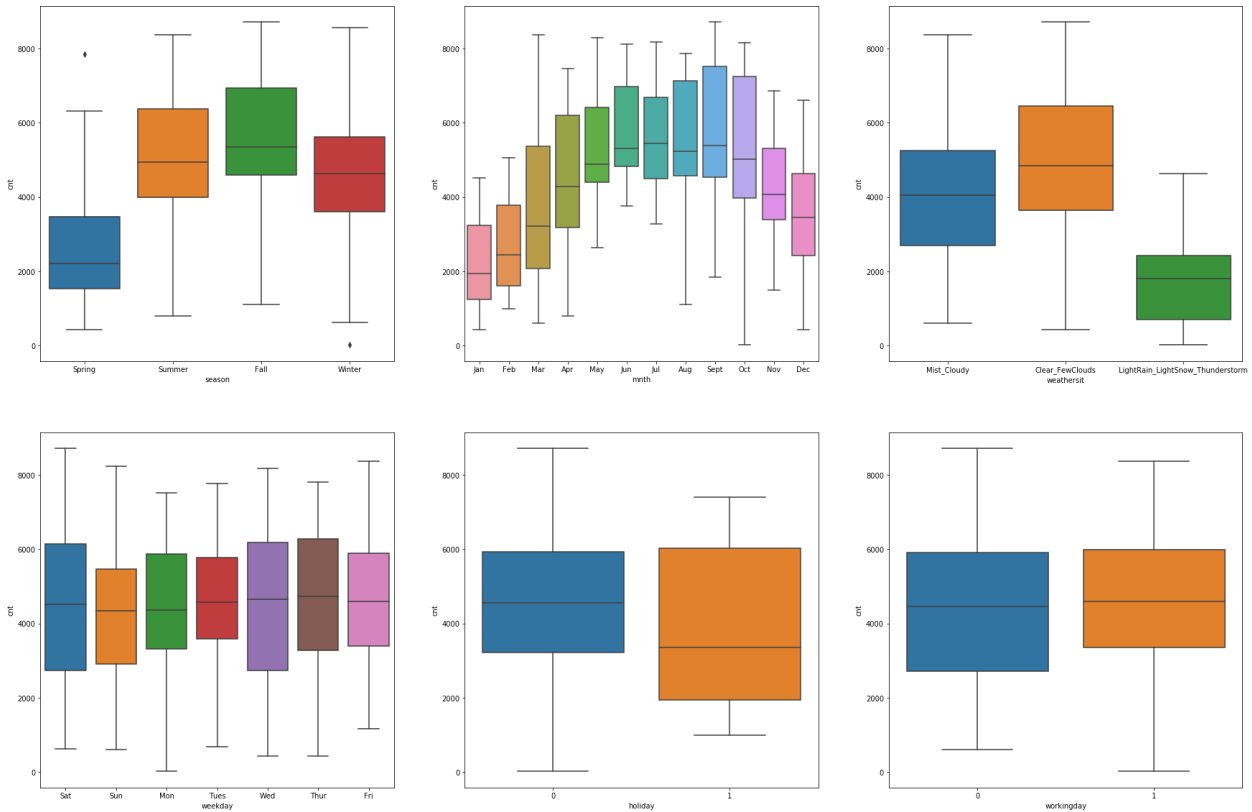 cnt
8000
6000
4000
2000
0
Spring Summer Fall Winter
season
cnt
8000
6000
4000
2000
0
Jan Feb Mar Apr May Jun Jul Aug Sept Oct Nov Dec
mnth
cnt
8000
6000
4000
2000
0
Mist_Cloudy Clear_FewClouds LightRain_LightSnow_Thunderstorm
weathersit
cnt
8000
6000
4000
2000
0
Sat Sun Mon Tues Wed Thur Fri
weekday
cnt
8000
6000
4000
2000
0
0 1
holiday
cnt
8000
6000
4000
2000
0
0 1
workingday